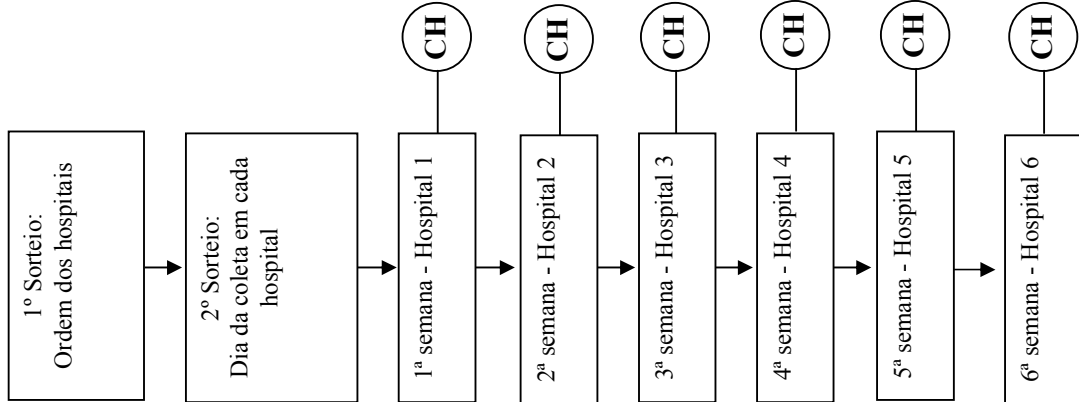 1º Sorteio:
Ordem dos hospitais
2º Sorteio:
Dia da coleta em cada
hospital
1ª semana - Hospital 1
CH
2ª semana - Hospital 2
CH
3ª semana - Hospital 3
CH
4ª semana - Hospital 4
CH
5ª semana - Hospital 5
CH
6ª semana - Hospital 6
CH